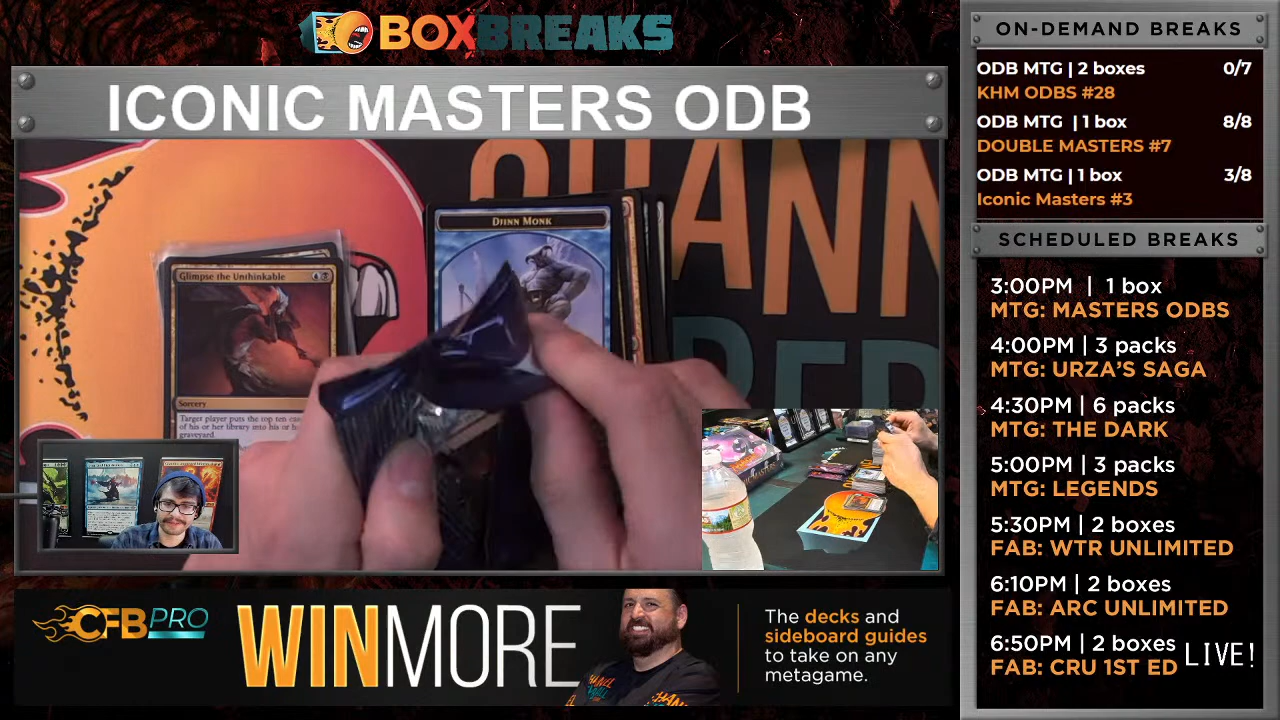 BOXBREAKS
ICONIC MASTERS ODB
Glimpse the Unthinkable
Sorcery
Target player puts the top ten
of his or her library into his or
graveyard.
DJINN MONK
CHANN
CFB PRO
WINMORE
The decks and
sideboard guides
to take on any
metagame.
ON-DEMAND BREAKS
ODB MTG | 2 boxes 0/7
KHM ODBS #28
ODB MTG | 1 box 8/8
DOUBLE MASTERS #7
ODB MTG | 1 box 3/8
Iconic Masters #3
SCHEDULED BREAKS
3:00PM | 1 box
MTG: MASTERS ODBS
4:00PM | 3 packs
MTG: URZA'S SAGA
4:30PM | 6 packs
MTG: THE DARK
5:00PM | 3 packs
MTG: LEGENDS
5:30PM | 2 boxes
FAB: WTR UNLIMITED
6:10PM | 2 boxes
FAB: ARC UNLIMITED
6:50PM | 2 boxes
FAB: CRU 1ST ED
LIVE!